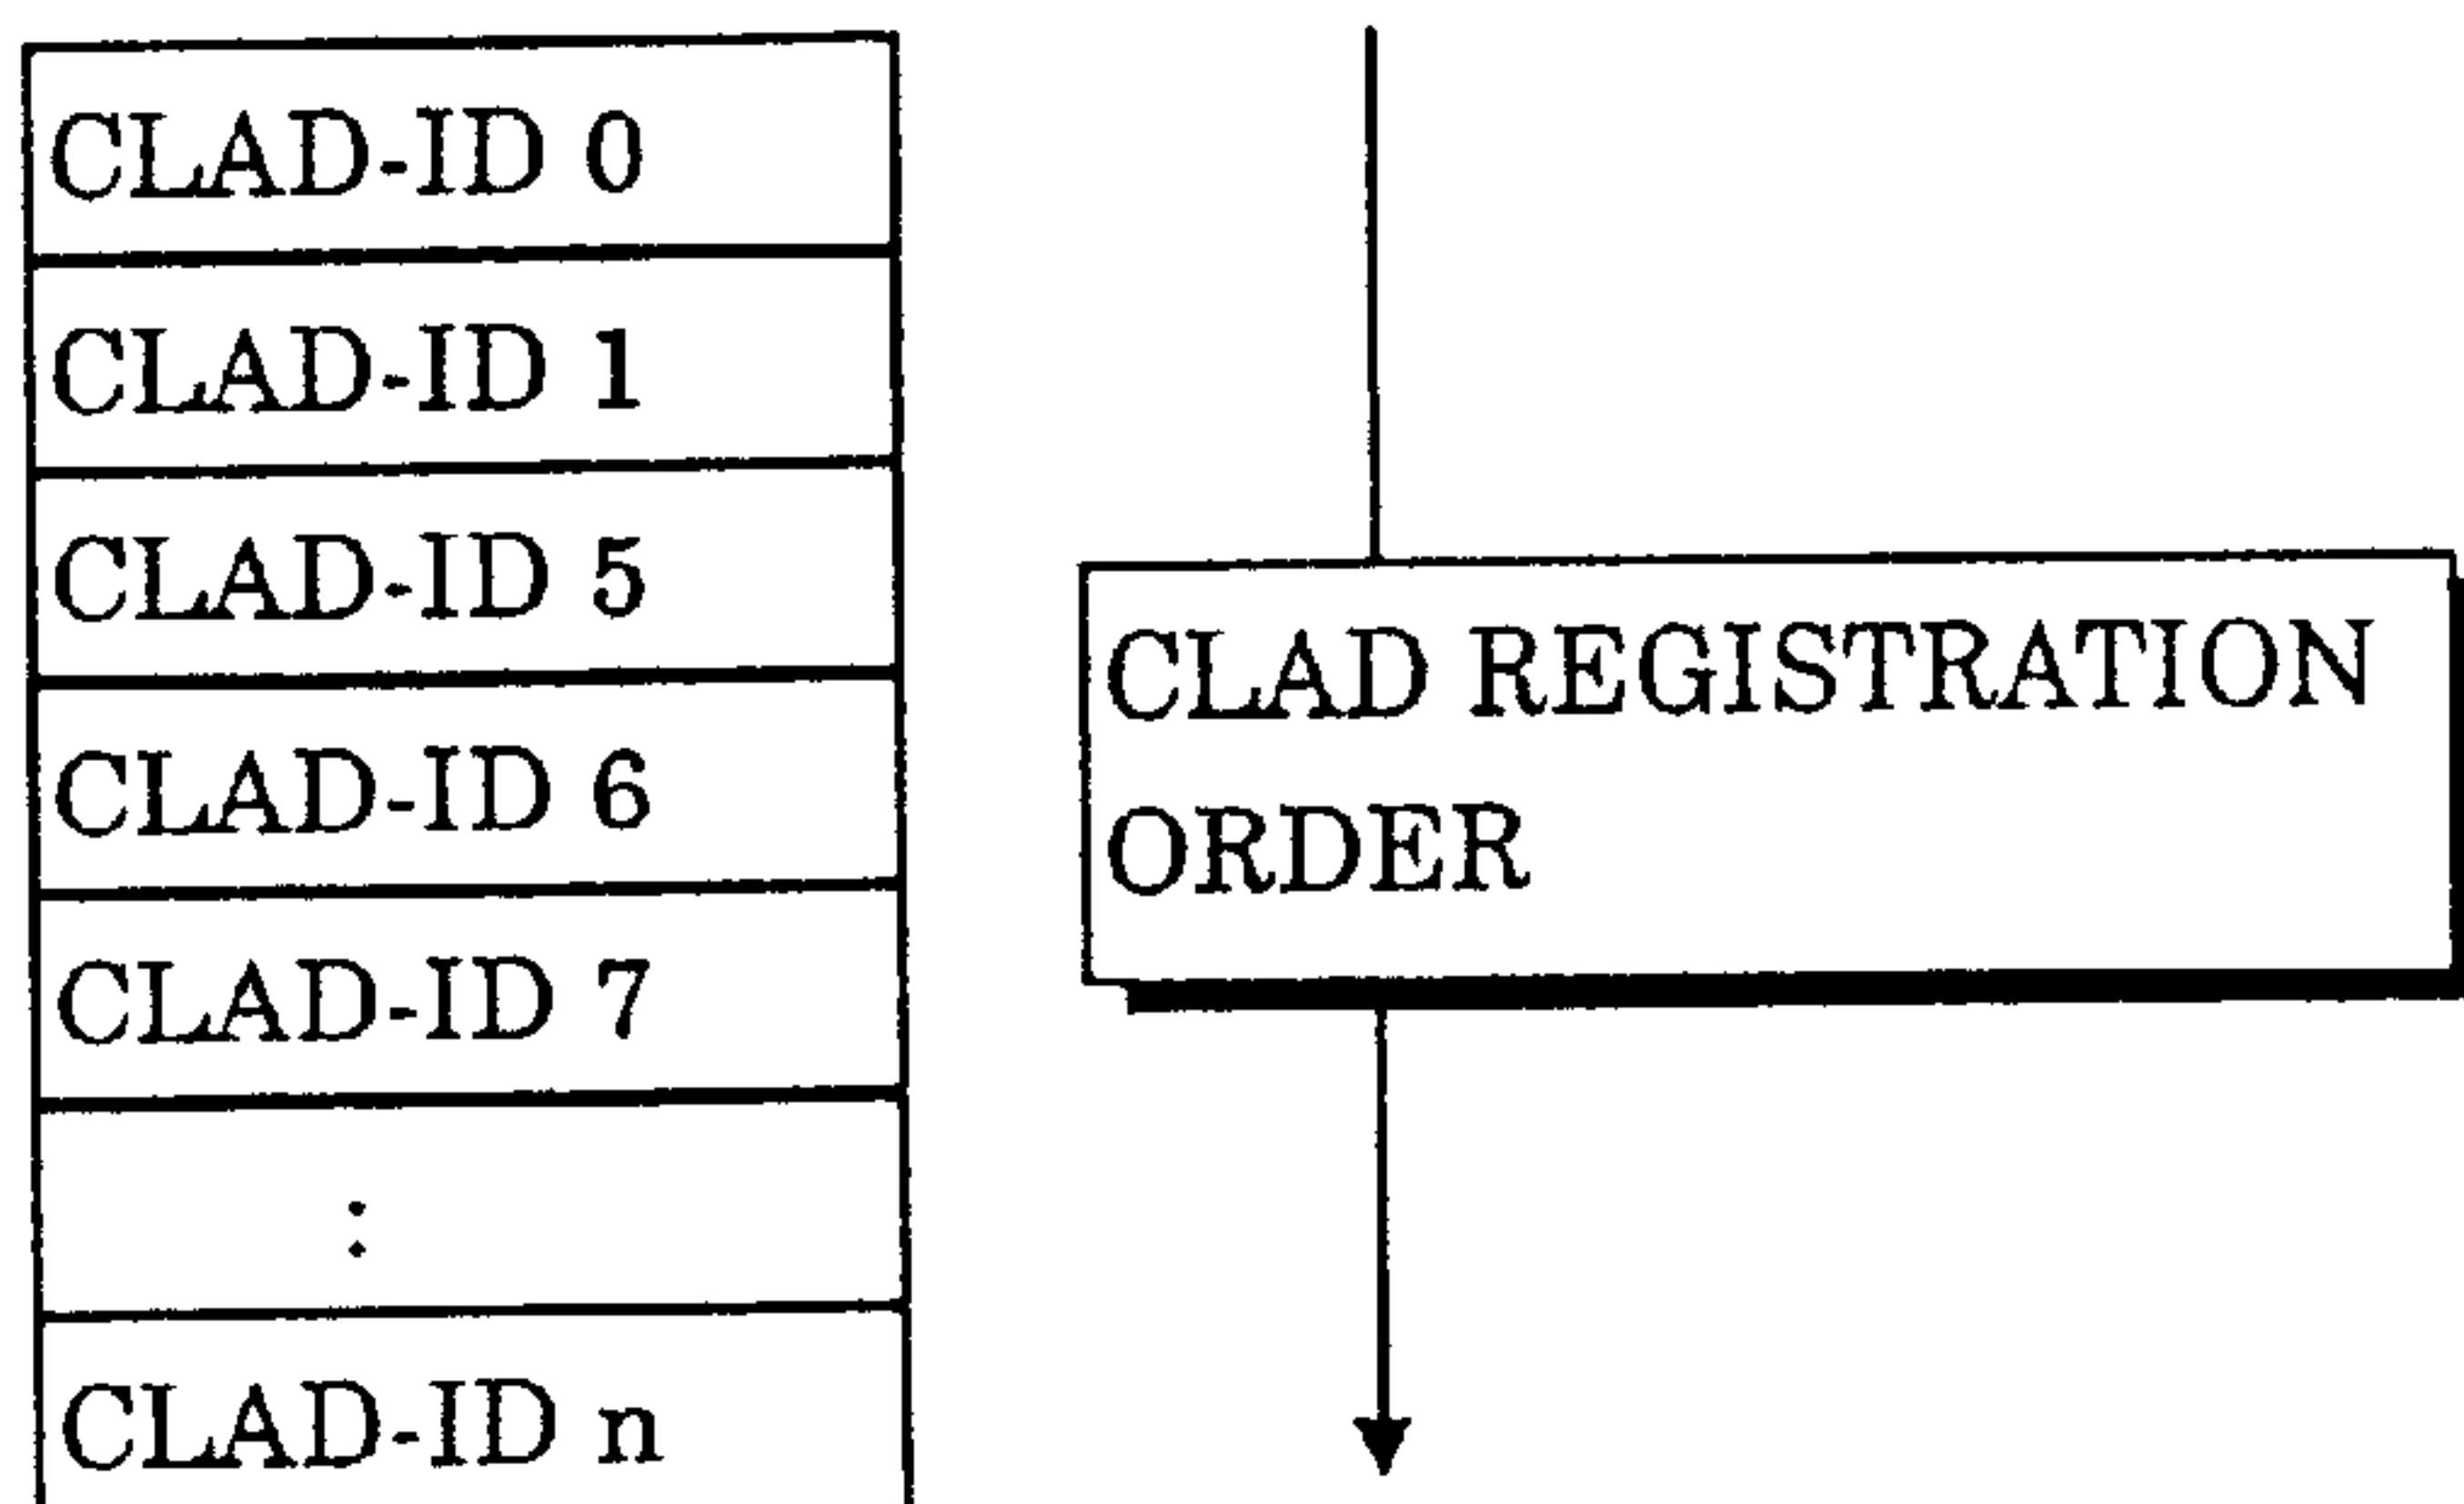 CLAD-ID 0
CLAD-ID 1
CLAD-ID 5
CLAD-ID 6
CLAD-ID 7
:
CLAD-ID n
CLAD REGISTRATION
ORDER